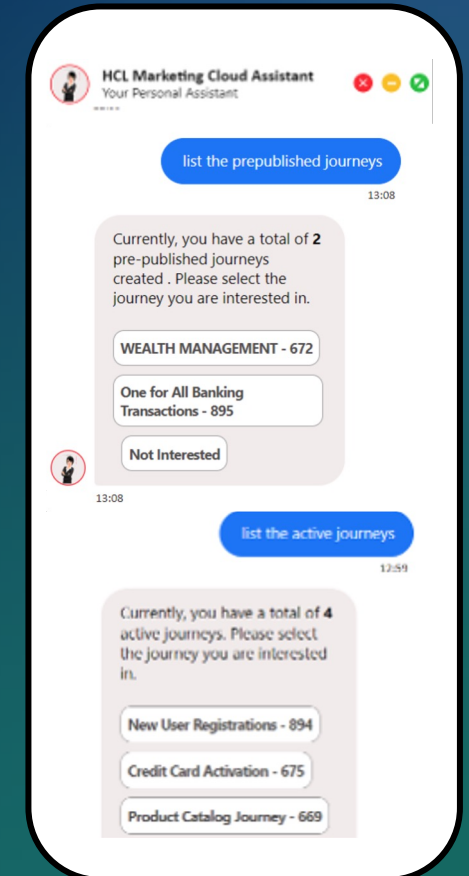 HCL Marketing Cloud Assistant
Your Personal Assistant
list the prepublished journeys
13:08
Currently, you have a total of 2
pre-published journeys
created . Please select the
journey you are interested in.
WEALTH MANAGEMENT - 672
One for All Banking
Transactions - 895
Not Interested
13:08
list the active journeys
12:59
Currently, you have a total of 4
active journeys. Please select
the journey you are interested
in.
New User Registrations - 894
Credit Card Activation - 675
Product Catalog Journey - 669